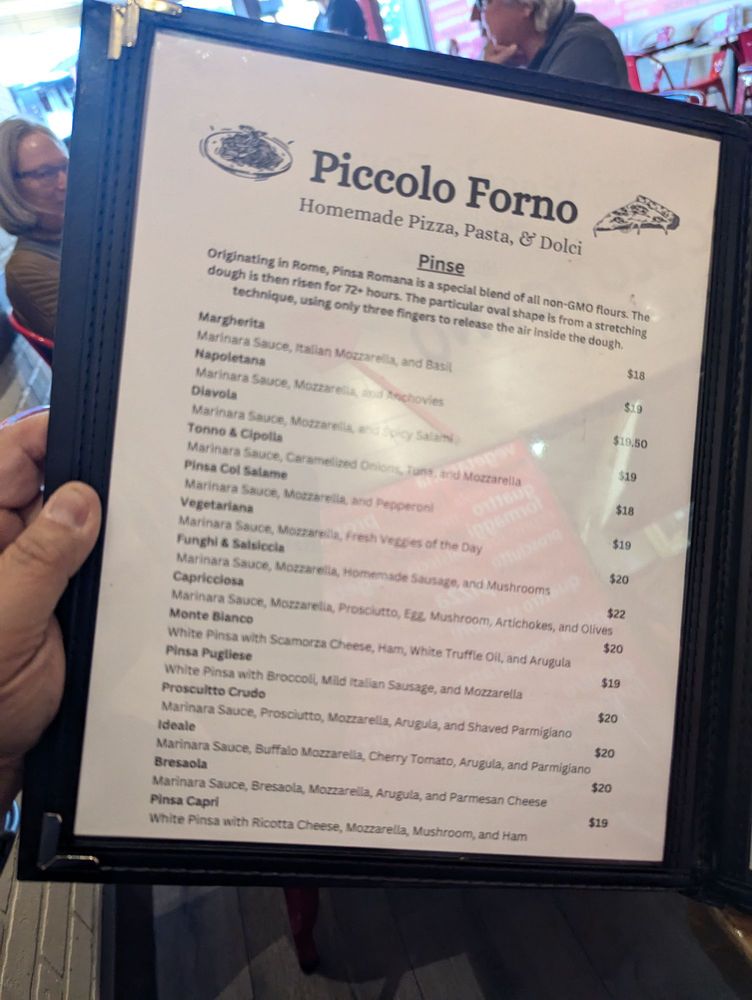 Piccolo Forno
Homemade Pizza, Pasta, & Dolci
Pinse
Originating in Rome, Pinsa Romana is a special blend of all non-GMO flours. The
dough is then risen for 72+ hours. The particular oval shape is from a stretching
technique, using only three fingers to release the air inside the dough.
Margherita $18
Marinara Sauce, Italian Mozzarella, and Basil
Napoletana $19
Marinara Sauce, Mozzarella, and Anchovies
Diavola $19.50
Marinara Sauce, Mozzarella, and Spicy Salami
Tonno & Cipolla $19
Marinara Sauce, Caramelized Onions, Tuna, and Mozzarella
Pinsa Col Salame $18
Marinara Sauce, Mozzarella, and Pepperoni
Vegetariana $19
Marinara Sauce, Mozzarella, Fresh Veggies of the Day
Funghi & Salsiccia $20
Marinara Sauce, Mozzarella, Homemade Sausage, and Mushrooms
Capricciosa $22
Marinara Sauce, Mozzarella, Prosciutto, Egg, Mushroom, Artichokes, and Olives
Monte Bianco $20
White Pinsa with Scamorza Cheese, Ham, White Truffle Oil, and Arugula
Pinsa Pugliese $19
White Pinsa with Broccoli, Mild Italian Sausage, and Mozzarella
Proscuitto Crudo $20
Marinara Sauce, Prosciutto, Mozzarella, Arugula, and Shaved Parmigiano
Ideale $20
Marinara Sauce, Buffalo Mozzarella, Cherry Tomato, Arugula, and Parmigiano
Bresaola $20
Marinara Sauce, Bresaola, Mozzarella, Arugula, and Parmesan Cheese
Pinsa Capri $19
White Pinsa with Ricotta Cheese, Mozzarella, Mushroom, and Ham